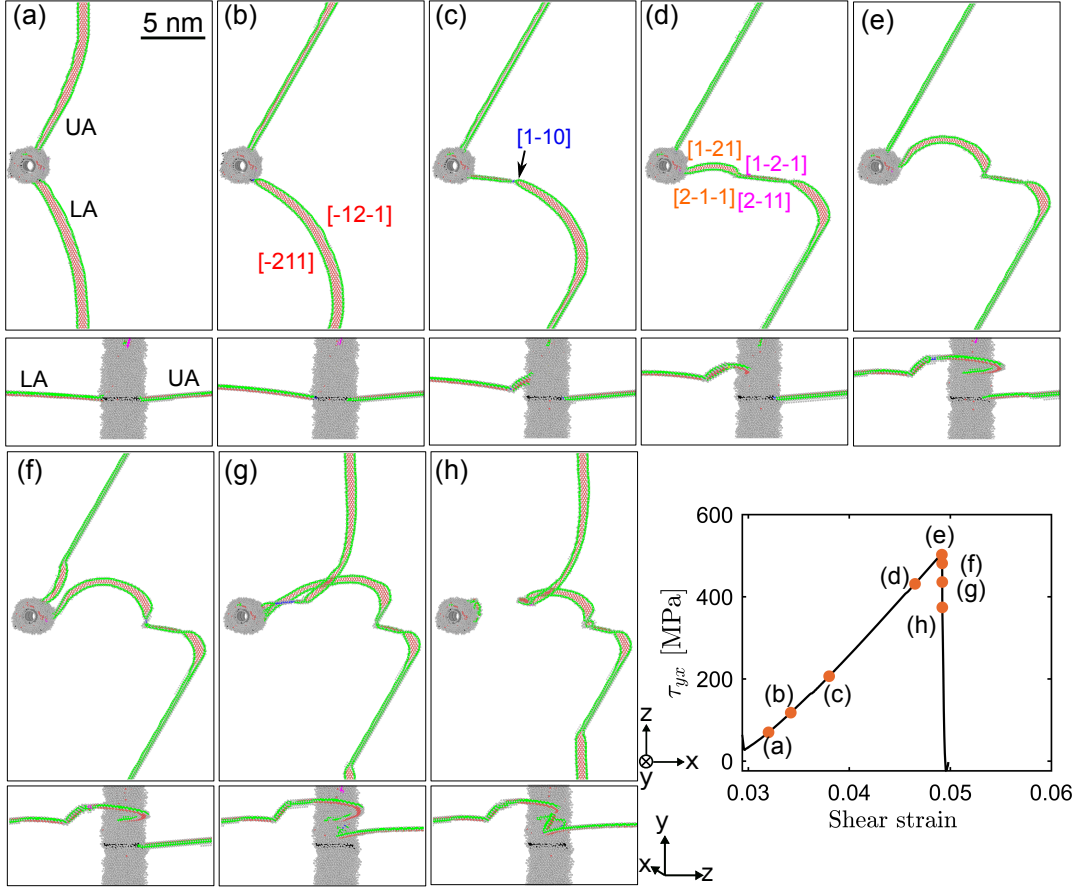 (a)
5 nm
UA
LA
(b)
[-12-1]
[-211]
(c)
[1-10]
(d)
[1-21]
[1-2-1]
[2-1-1]
[2-11]
(e)
LA
UA
(f)
(g)
(h)
z
y
x
y
x
z
600
400
200
0
τyx [MPa]
(e)
(f)
(d)
(g)
(h)
(b)
(c)
(a)
0.03
0.04
0.05
0.06
Shear strain